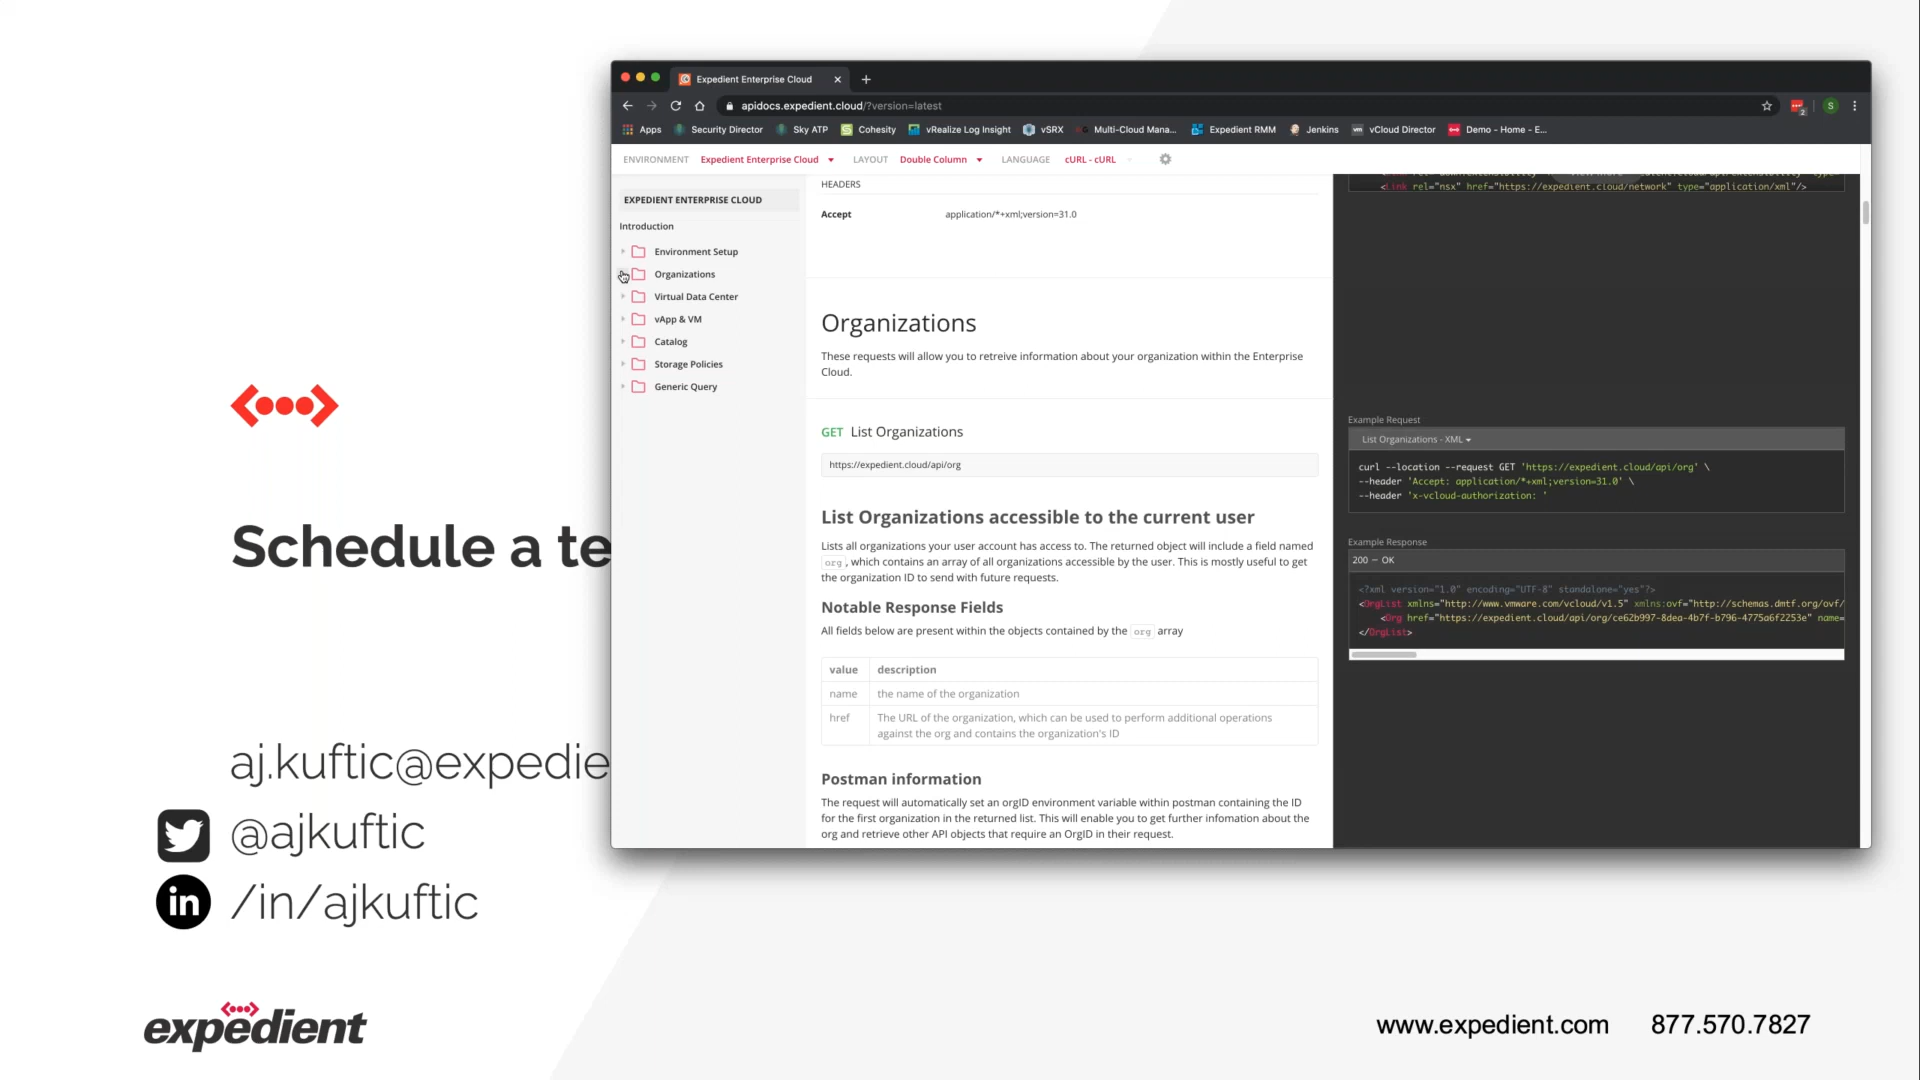 Expedient Enterprise Cloud
apidocs.expedient.cloud/?version=latest
Apps Security Director Sky ATP Cohesity vRealize Log Insight vSRX Multi-Cloud Mana... Expedient RMM Jenkins vCloud Director Demo - Home - E...
ENVIRONMENT Expedient Enterprise Cloud LAYOUT Double Column LANGUAGE cURL - cURL
EXPEDIENT ENTERPRISE CLOUD
Introduction
Environment Setup
Organizations
Virtual Data Center
vApp & VM
Catalog
Storage Policies
Generic Query
HEADERS
Accept application/*+xml;version=31.0
Organizations
These requests will allow you to retreive information about your organization within the Enterprise
Cloud.
GET List Organizations
https://expedient.cloud/api/org
List Organizations accessible to the current user
Lists all organizations your user account has access to. The returned object will include a field named
org , which contains an array of all organizations accessible by the user. This is mostly useful to get
the organization ID to send with future requests.
Notable Response Fields
All fields below are present within the objects contained by the org array
value description
name the name of the organization
href The URL of the organization, which can be used to perform additional operations
against the org and contains the organization's ID
Postman information
The request will automatically set an orgID environment variable within postman containing the ID
for the first organization in the returned list. This will enable you to get further infomation about the
org and retrieve other API objects that require an OrgID in their request.
<Link rel="nsx" href="https://expedient.cloud/network" type="application/xml"/>
Example Request
List Organizations - XML
curl --location --request GET 'https://expedient.cloud/api/org' \
--header 'Accept: application/*+xml;version=31.0' \
--header 'x-vcloud-authorization: '
Example Response
200 — OK
<?xml version="1.0" encoding="UTF-8" standalone="yes"?>
<OrgList xmlns="http://www.vmware.com/vcloud/v1.5" xmlns:ovf="http://schemas.dmtf.org/ovf/
<Org href="https://expedient.cloud/api/org/ce62b997-8dea-4b7f-b796-4775a6f2253e" name=
</OrgList>
Schedule a te
aj.kuftic@expedie
@ajkuftic
in /in/ajkuftic
expedient
www.expedient.com 877.570.7827